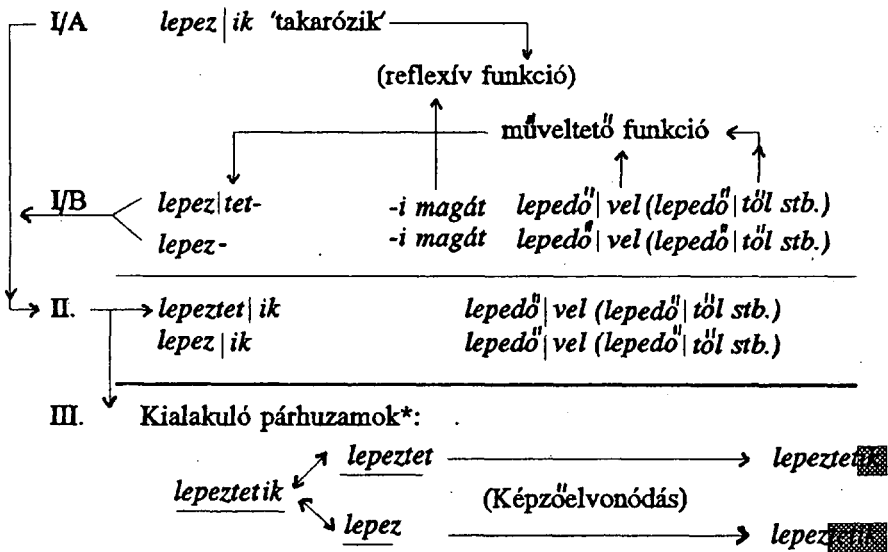 I/A lepez|ik 'takarózik'
(reflexív funkció)
műveltető funkció
I/B lepez|tet- -i magát lepedő|vel (lepedő|től stb.)
lepez- -i magát lepedő|vel (lepedő|től stb.)
II. lepeztet|ik lepedő|vel (lepedő|től stb.)
lepez|ik lepedő|vel (lepedő|től stb.)
III. Kialakuló párhuzamok*:
lepeztet lepeztetik
lepeztetik (Képzőelvonódás)
lepez lepeztetik